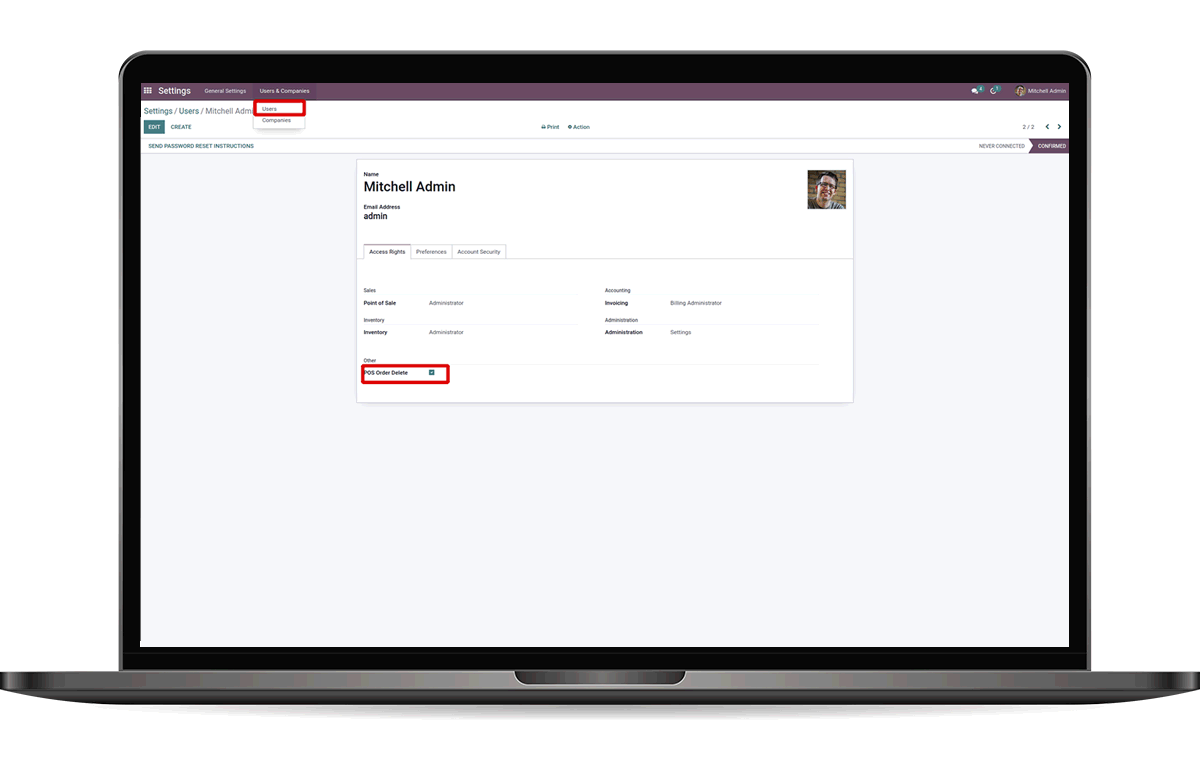 Settings General Settings Users & Companies 4 1 Mitchell Admin
Settings / Users / Mitchell Adm
Users
Companies
EDIT CREATE Print Action 2 / 2
SEND PASSWORD RESET INSTRUCTIONS NEVER CONNECTED CONFIRMED
Name
Mitchell Admin
Email Address
admin
Access Rights Preferences Account Security
Sales Accounting
Point of Sale Administrator Invoicing Billing Administrator
Inventory Administration
Inventory Administrator Administration Settings
Other
POS Order Delete